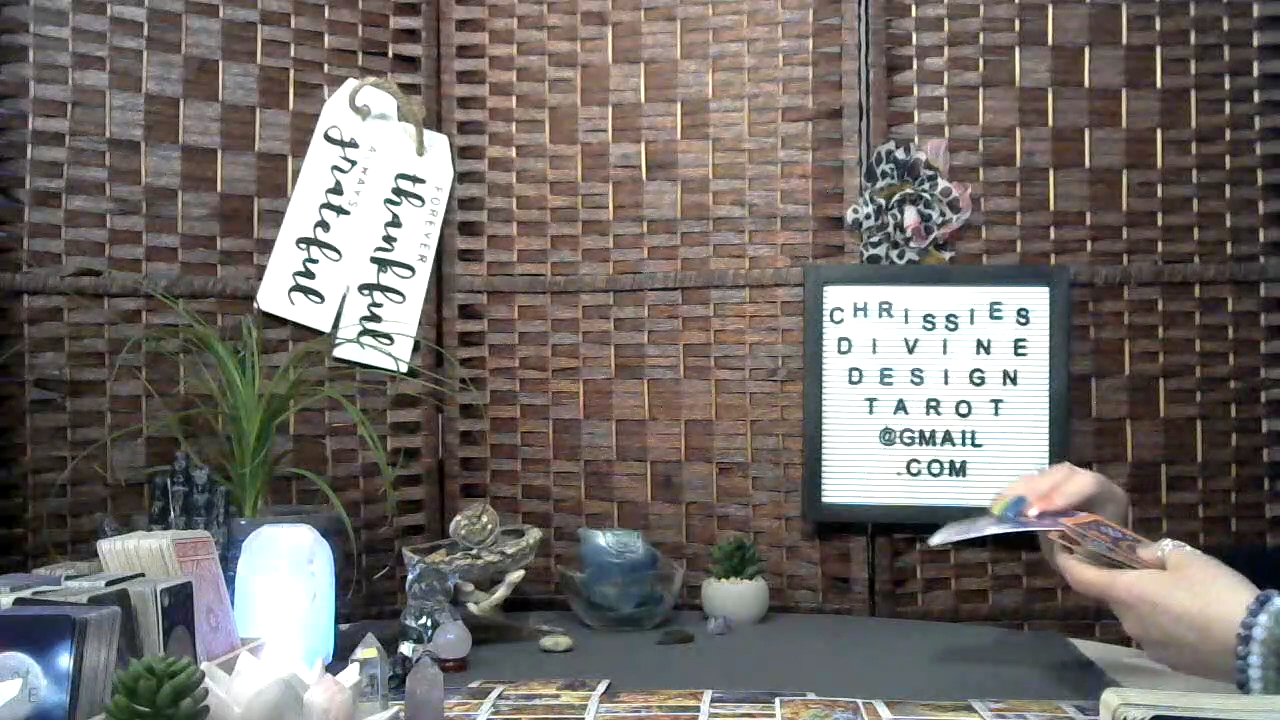 FOREVER
thankful
ALWAYS
grateful
CHRISSIES
DIVINE
DESIGN
TAROT
@GMAIL
.COM